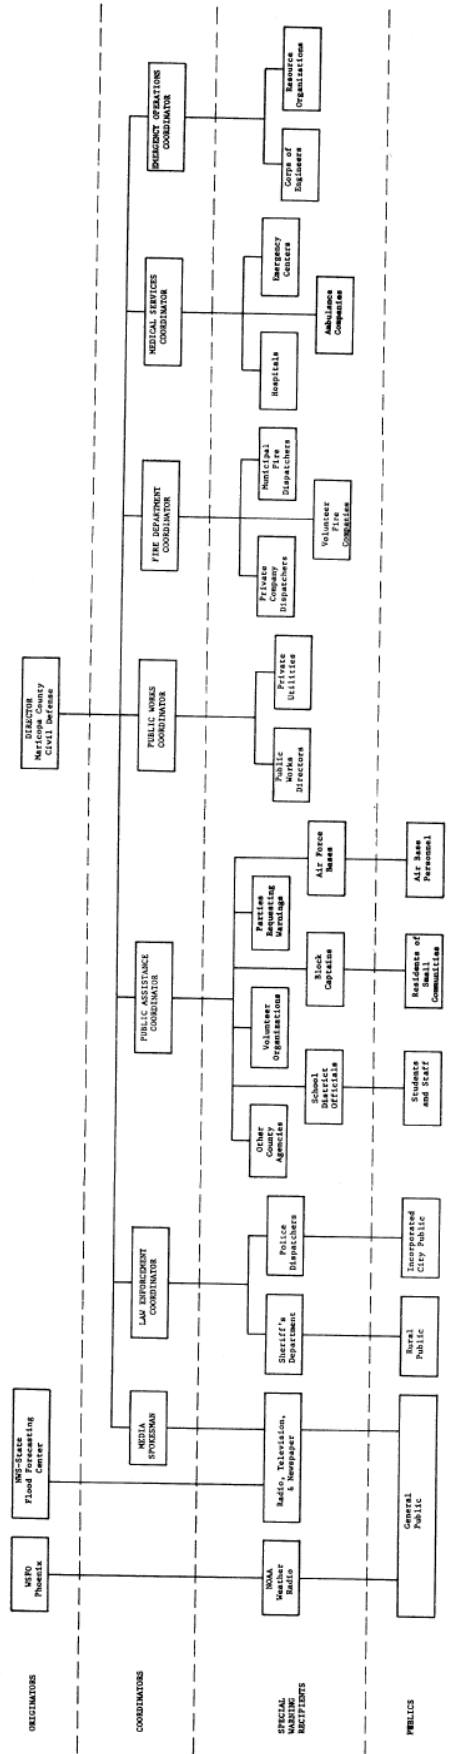 ORIGINATORS
WSFO
Phoenix
NWS-State
Flood Forecasting
Center
DIRECTOR
Maricopa County
Civil Defense
COORDINATORS
MEDIA
SPOKESMAN
LAW ENFORCEMENT
COORDINATOR
PUBLIC ASSISTANCE
COORDINATOR
PUBLIC WORKS
COORDINATOR
FIRE DEPARTMENT
COORDINATOR
MEDICAL SERVICES
COORDINATOR
EMERGENCY OPERATIONS
COORDINATOR
SPECIAL
WARNING
RECIPIENTS
NOAA
Weather
Radio
Radio, Television,
& Newspaper
Sheriff's
Department
Police
Dispatchers
Other
County
Agencies
School
District
Officials
Volunteer
Organizations
Block
Captains
Parties
Requesting
Warnings
Air Force
Bases
Public
Works
Directors
Private
Utilities
Private
Company
Dispatchers
Volunteer
Fire
Companies
Municipal
Fire
Dispatchers
Hospitals
Ambulance
Companies
Emergency
Centers
Corps of
Engineers
Resource
Organizations
PUBLICS
General
Public
Rural
Public
Incorporated
City Public
Students
and Staff
Residents of
Small
Communities
Air Base
Personnel